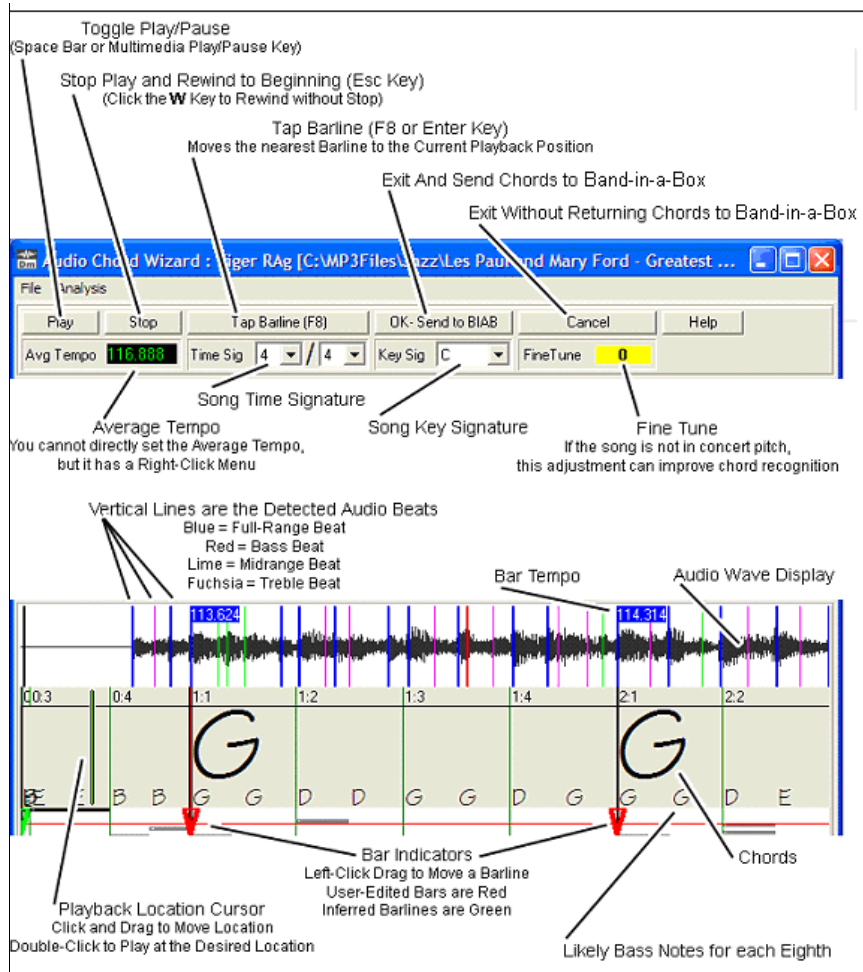 Toggle Play/Pause
(Space Bar or Multimedia Play/Pause Key)
Stop Play and Rewind to Beginning (Esc Key)
(Click the W Key to Rewind without Stop)
Tap Barline (F8 or Enter Key)
Moves the nearest Barline to the Current Playback Position
Exit And Send Chords to Band-in-a-Box
Exit Without Returning Chords to Band-in-a-Box
Audio Chord Wizard : Tiger RAg [C:\MP3Files\Jazz\Les Paul and Mary Ford - Greatest ...
File Analysis
Play Stop Tap Barline (F8) OK- Send to BIAB Cancel Help
Avg Tempo 116.888 Time Sig 4 / 4 Key Sig C FineTune 0
Song Time Signature
Average Tempo Song Key Signature Fine Tune
You cannot directly set the Average Tempo, If the song is not in concert pitch,
but it has a Right-Click Menu this adjustment can improve chord recognition
Vertical Lines are the Detected Audio Beats
Blue = Full-Range Beat
Red = Bass Beat
Lime = Midrange Beat
Fuchsia = Treble Beat
Bar Tempo Audio Wave Display
113.624 114.314
0:3 0:4 1:1 1:2 1:3 1:4 2:1 2:2
G G
E B B G G D D G G D G G G D E
Bar Indicators Chords
Left-Click Drag to Move a Barline
User-Edited Bars are Red
Inferred Barlines are Green
Playback Location Cursor
Click and Drag to Move Location
Double-Click to Play at the Desired Location
Likely Bass Notes for each Eighth